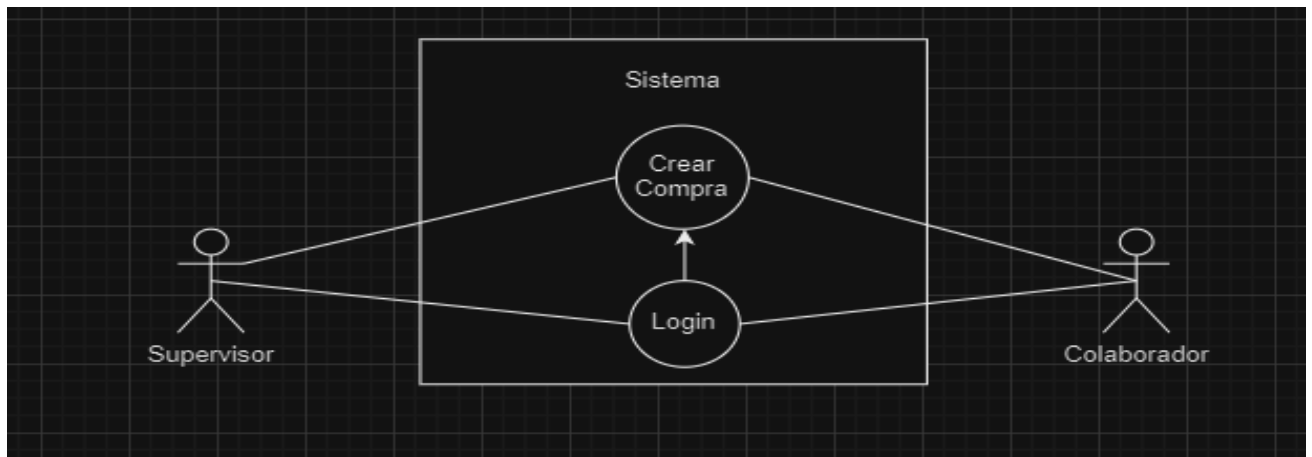 Sistema
Crear
Compra
Login
Supervisor
Colaborador